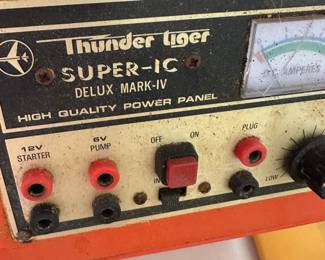 Thunder tiger
SUPER-IC
DELUX MARK-IV
HIGH QUALITY POWER PANEL
D.C AMPERES
12V
STARTER
6V
PUMP
OFF
ON
PLUG
IN
LOW